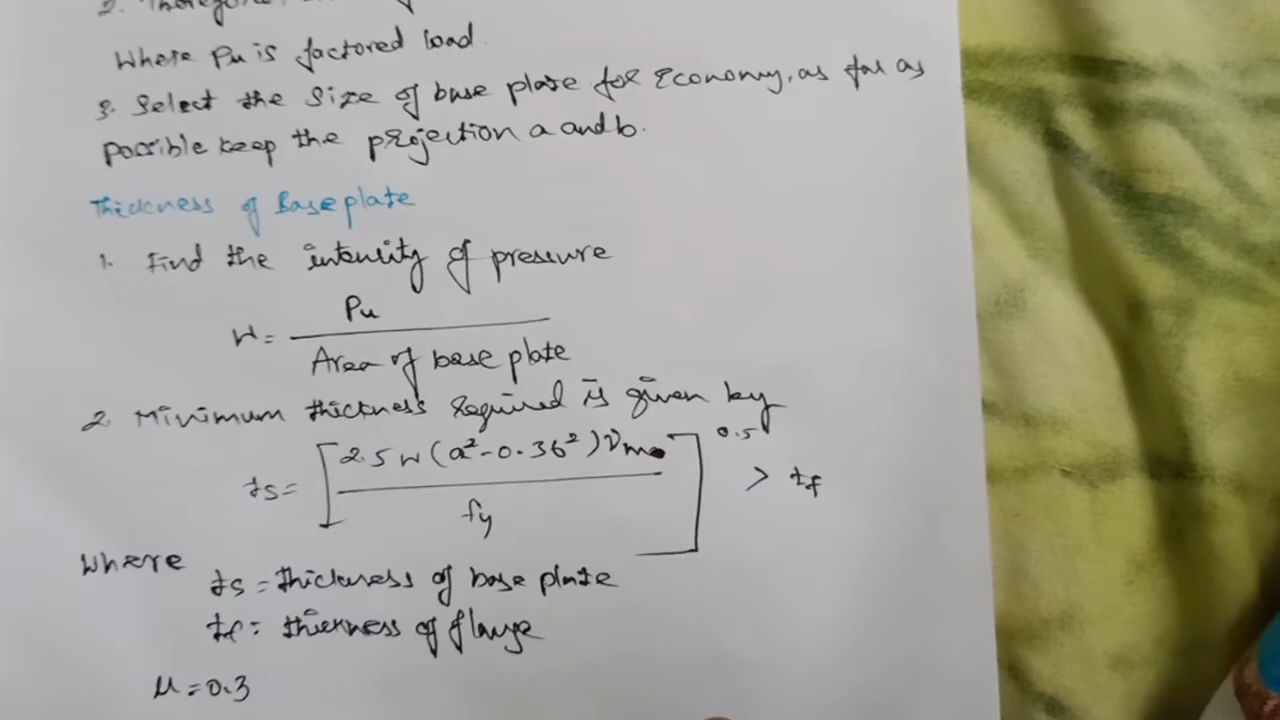 2. Therefore,
Where Pu is factored load.
3. Select the size of base plate for Economy, as far as
possible keep the projection a and b.
Thickness of Base plate
1. Find the intensity of pressure
W = Pu / Area of base plate
2. Minimum thickness required is given by
ts = [2.5 W (a² - 0.3b²) γmo / fy]^0.5 > tf
Where
ts = thickness of base plate
tf = thickness of flange
μ = 0.3